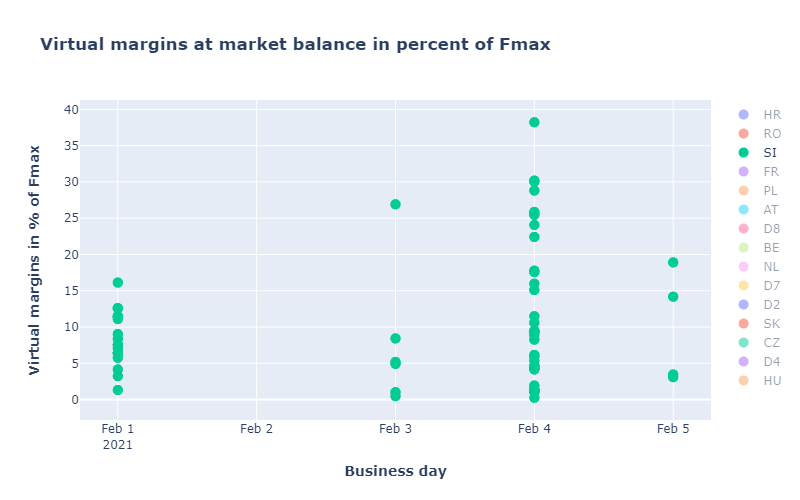 Virtual margins at market balance in percent of Fmax
Virtual margins in % of Fmax
40
35
30
25
20
15
10
5
0
Feb 1
2021
Feb 2
Feb 3
Feb 4
Feb 5
Business day
HR
RO
SI
FR
PL
AT
D8
BE
NL
D7
D2
SK
CZ
D4
HU